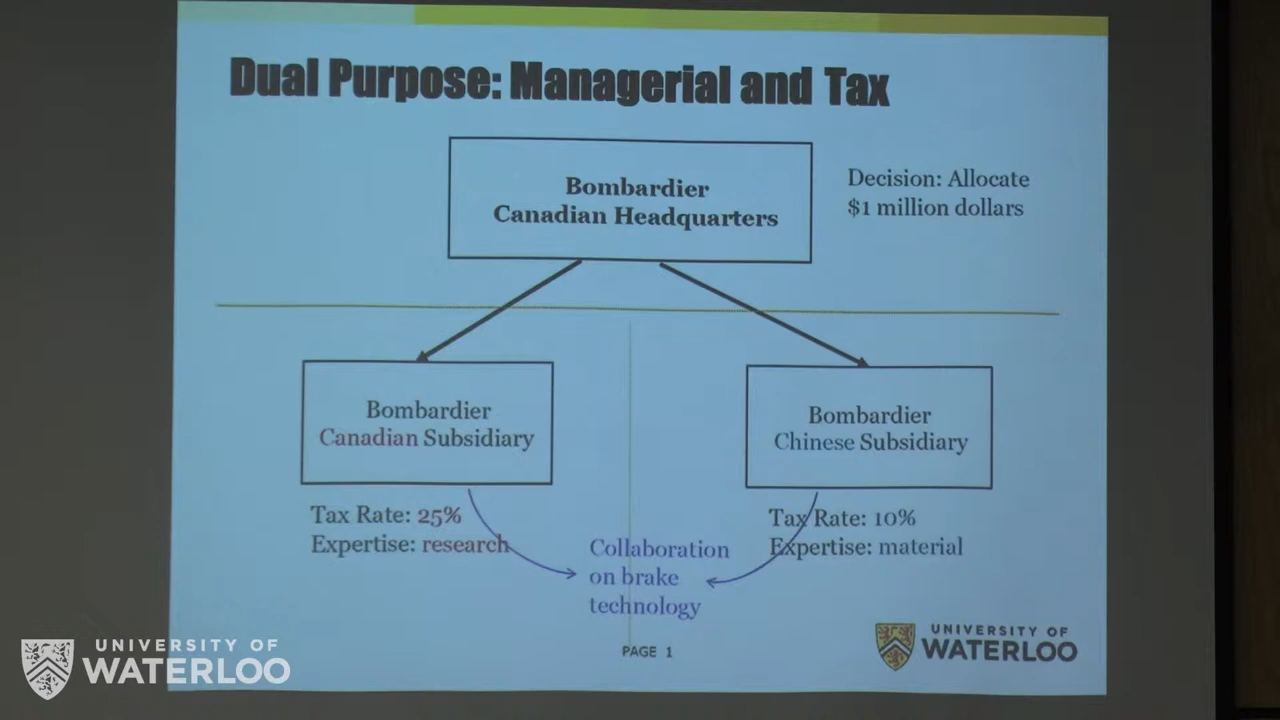 Dual Purpose: Managerial and Tax
Bombardier
Canadian Headquarters
Decision: Allocate
$1 million dollars
Bombardier
Canadian Subsidiary
Bombardier
Chinese Subsidiary
Tax Rate: 25%
Expertise: research
Tax Rate: 10%
Expertise: material
Collaboration
on brake
technology
PAGE 1
UNIVERSITY OF
WATERLOO
UNIVERSITY OF
WATERLOO